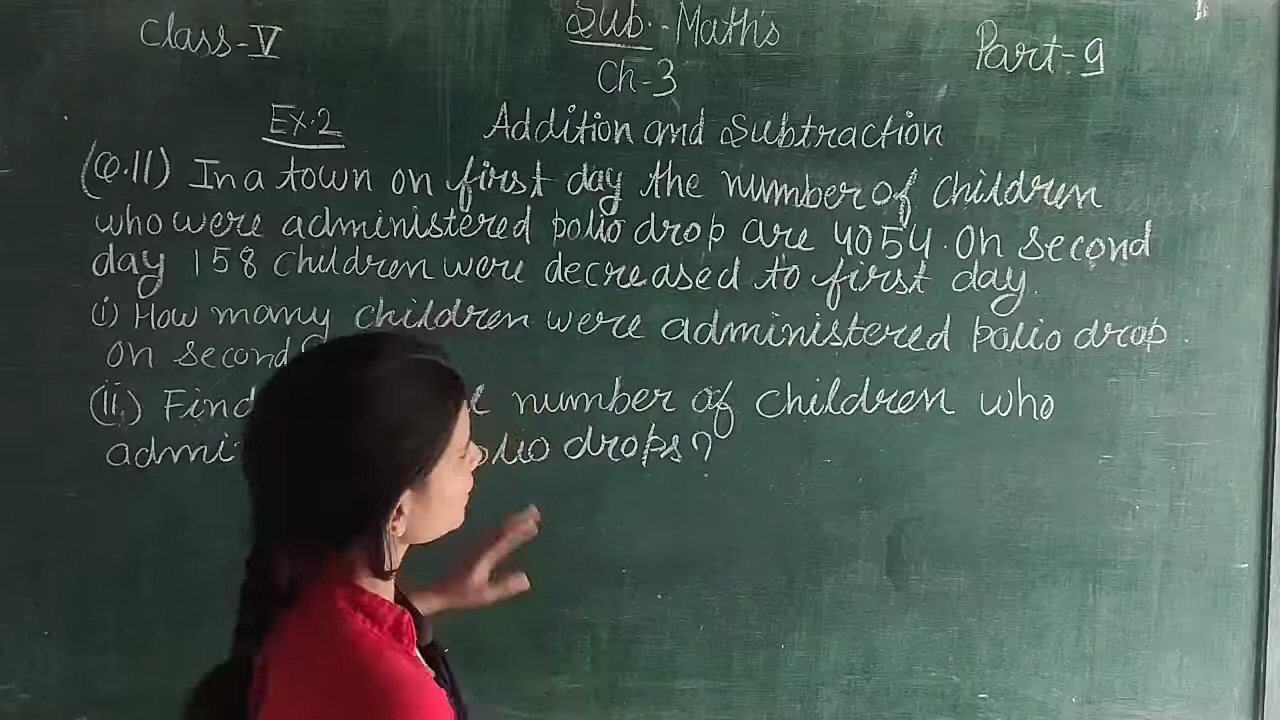 Class-V
Sub.-Maths
Part-9
Ch-3
Ex.2
Addition and Subtraction
(Q.11) In a town on first day the number of children
who were administered polio drop are 4054. On second
day 158 children were decreased to first day.
(i) How many children were administered polio drop
on second
(ii) Find number of children who
drops?